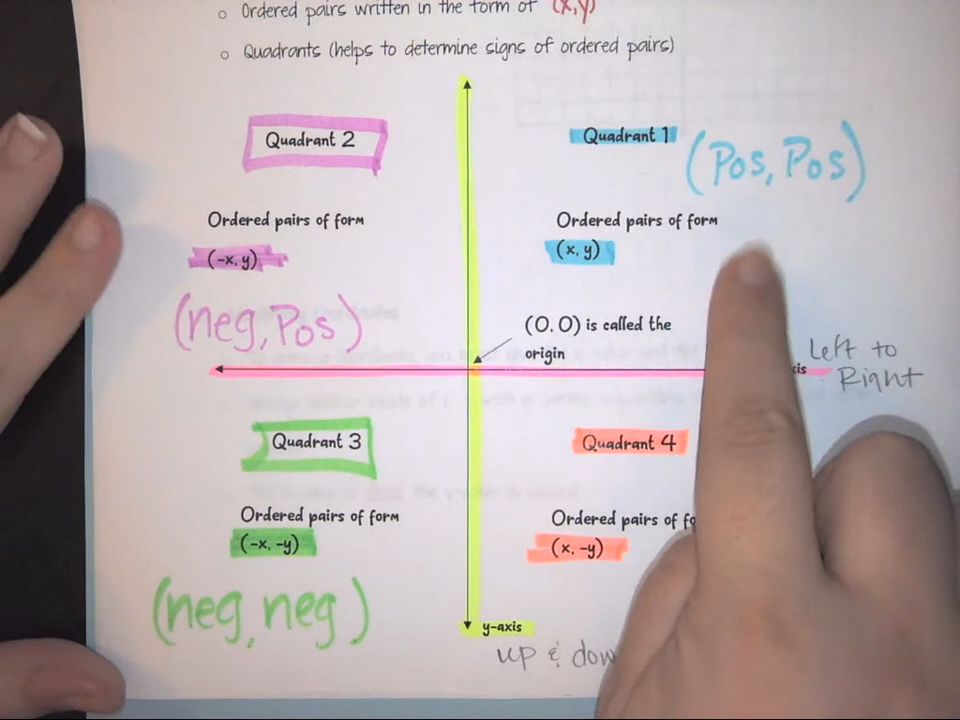 Ordered pairs written in the form of (x,y)
Quadrants (helps to determine signs of ordered pairs)
Quadrant 2
Quadrant 1
(Pos, Pos)
Ordered pairs of form
(-x, y)
Ordered pairs of form
(x, y)
(neg, Pos)
(0, 0) is called the
origin
Left to
Right
Quadrant 3
Quadrant 4
Ordered pairs of form
(-x, -y)
Ordered pairs of
(x, -y)
(neg, neg)
y-axis
up & down